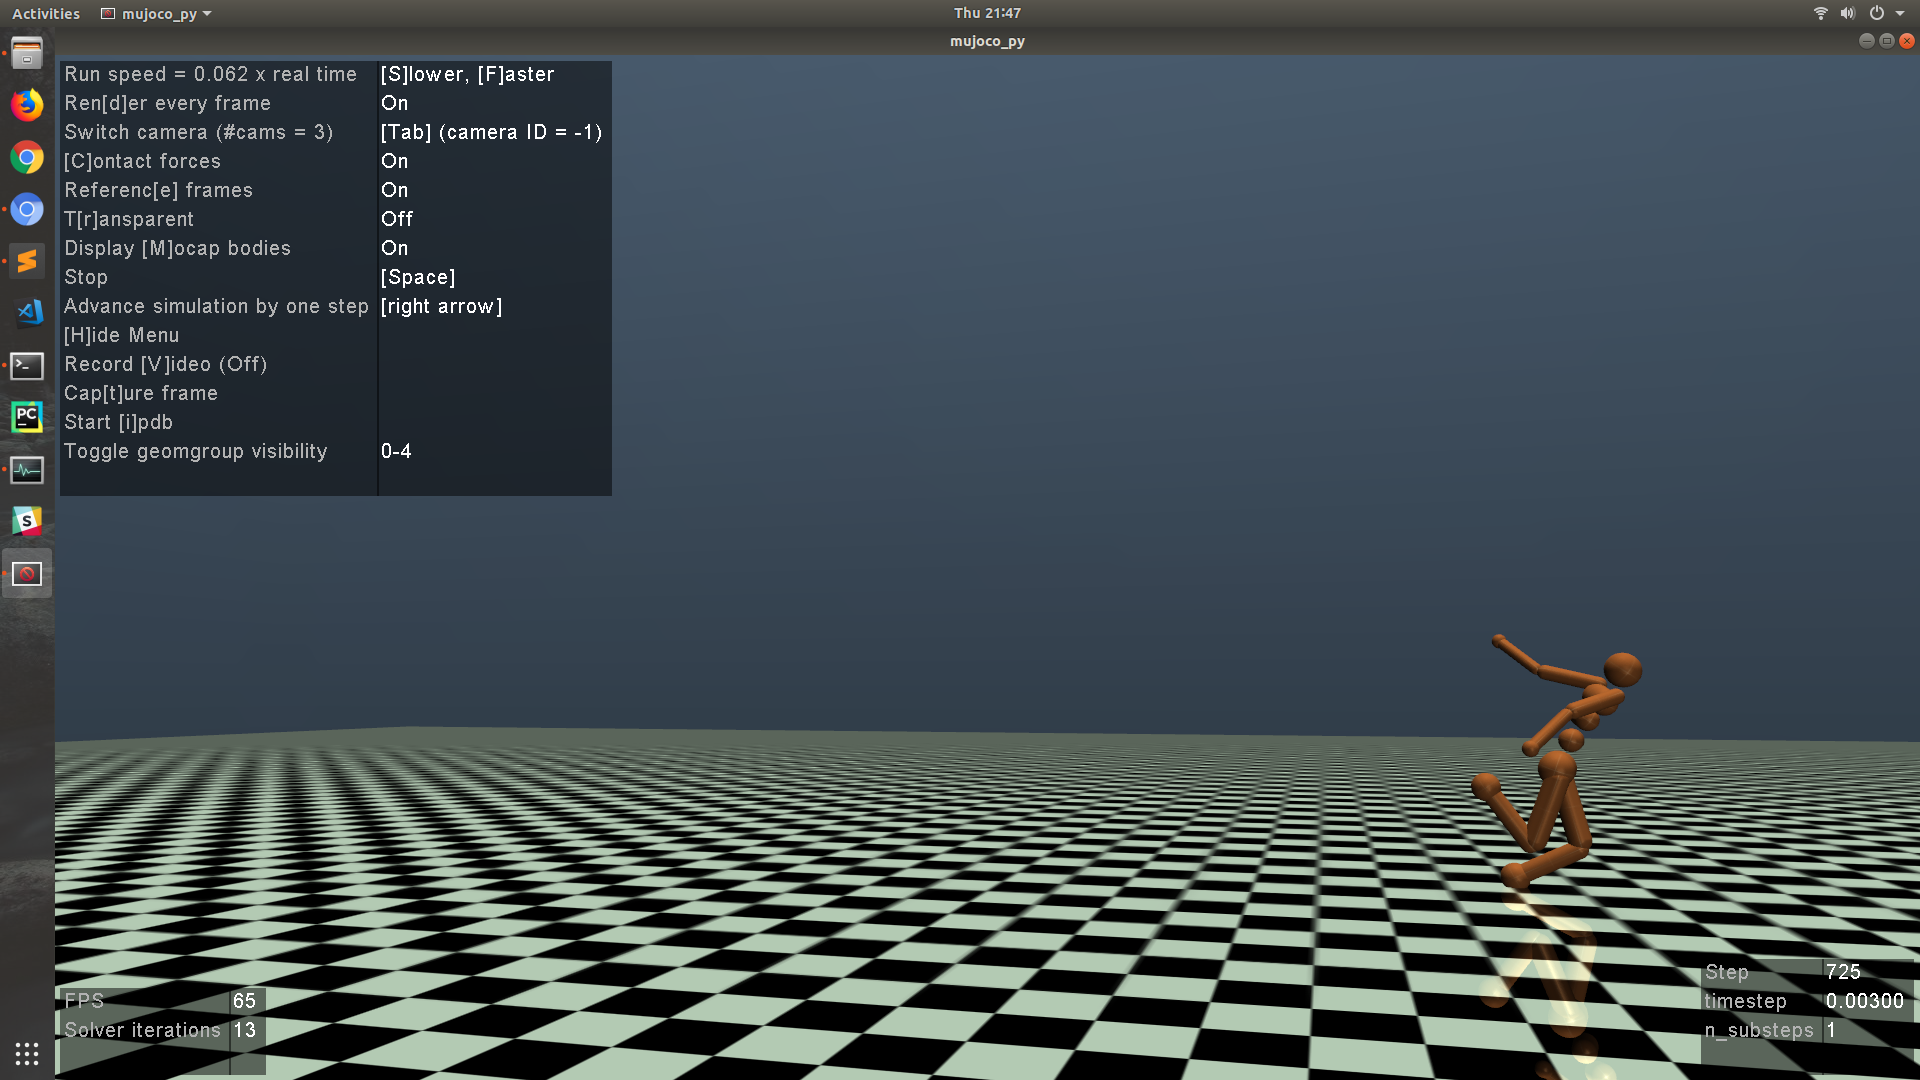 Activities mujoco_py Thu 21:47
mujoco_py
Run speed = 0.062 x real time [S]lower, [F]aster
Ren[d]er every frame On
Switch camera (#cams = 3) [Tab] (camera ID = -1)
[C]ontact forces On
Referenc[e] frames On
T[r]ansparent Off
Display [M]ocap bodies On
Stop [Space]
Advance simulation by one step [right arrow]
[H]ide Menu
Record [V]ideo (Off)
Cap[t]ure frame
Start [i]pdb
Toggle geomgroup visibility 0-4
PC
S
FPS 65
Solver iterations 13
Step 725
timestep 0.00300
n_substeps 1